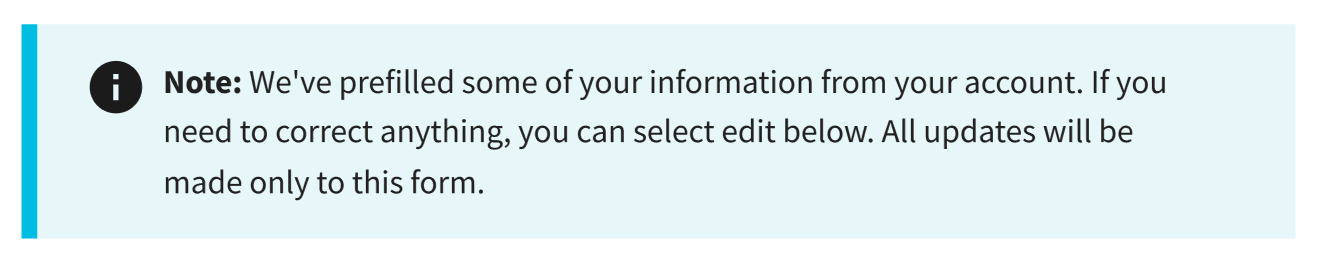 Note: We've prefilled some of your information from your account. If you
need to correct anything, you can select edit below. All updates will be
made only to this form.